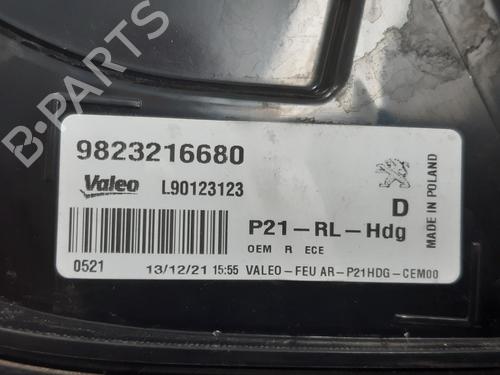 B-PARTS
9823216680
Valeo L90123123
D
P21-RL-Hdg
OEM R ECE
MADE IN POLAND
0521 13/12/21 15:55 VALEO-FEU AR-P21HDG-CEM00